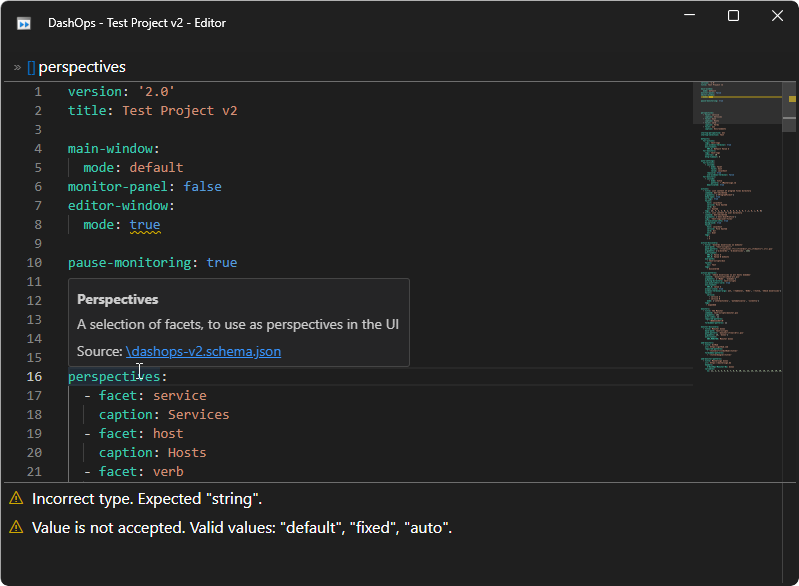 DashOps - Test Project v2 - Editor
» [] perspectives
1 version: '2.0'
2 title: Test Project v2
3
4 main-window:
5 mode: default
6 monitor-panel: false
7 editor-window:
8 mode: true
9
10 pause-monitoring: true
11
12 Perspectives
13 A selection of facets, to use as perspectives in the UI
14
15 Source: \dashops-v2.schema.json
16 perspectives:
17 - facet: service
18 caption: Services
19 - facet: host
20 caption: Hosts
21 - facet: verb
⚠ Incorrect type. Expected "string".
⚠ Value is not accepted. Valid values: "default", "fixed", "auto".